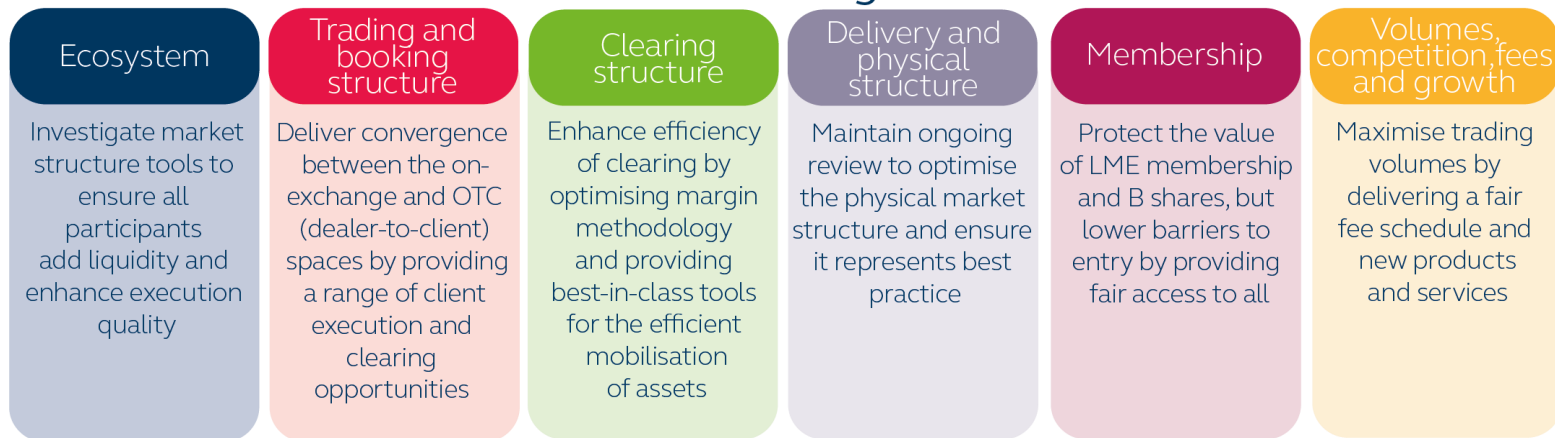 Ecosystem
Investigate market
structure tools to
ensure all
participants
add liquidity and
enhance execution
quality
Trading and
booking
structure
Deliver convergence
between the on-
exchange and OTC
(dealer-to-client)
spaces by providing
a range of client
execution and
clearing
opportunities
Clearing
structure
Enhance efficiency
of clearing by
optimising margin
methodology
and providing
best-in-class tools
for the efficient
mobilisation
of assets
Delivery and
physical
structure
Maintain ongoing
review to optimise
the physical market
structure and ensure
it represents best
practice
Membership
Protect the value
of LME membership
and B shares, but
lower barriers to
entry by providing
fair access to all
Volumes,
competition,fees
and growth
Maximise trading
volumes by
delivering a fair
fee schedule and
new products
and services